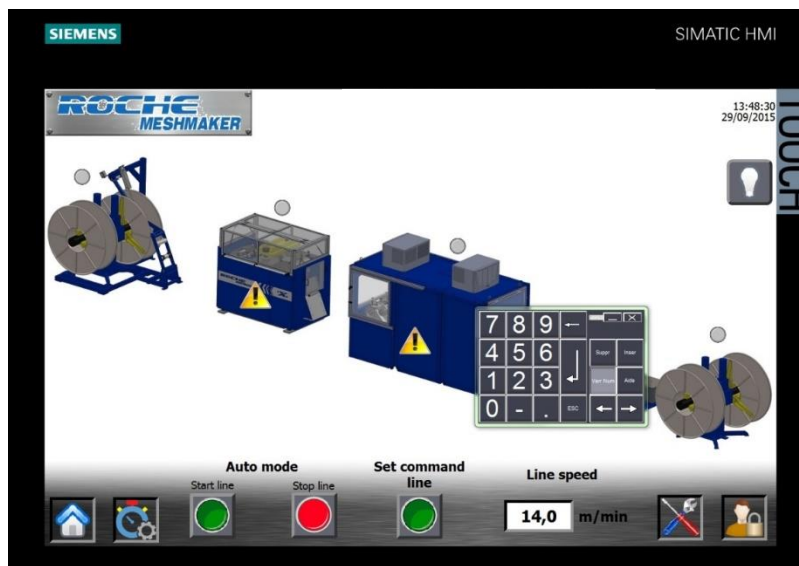 SIEMENS
SIMATIC HMI
TOUCH
ROCHE
MESHMAKER
13:48:30
29/09/2015
7 8 9
4 5 6 Suppr Inser
1 2 3 Verr Num Aide
0 - . ESC
Auto mode
Start line
Stop line
Set command
line
Line speed
14,0 m/min